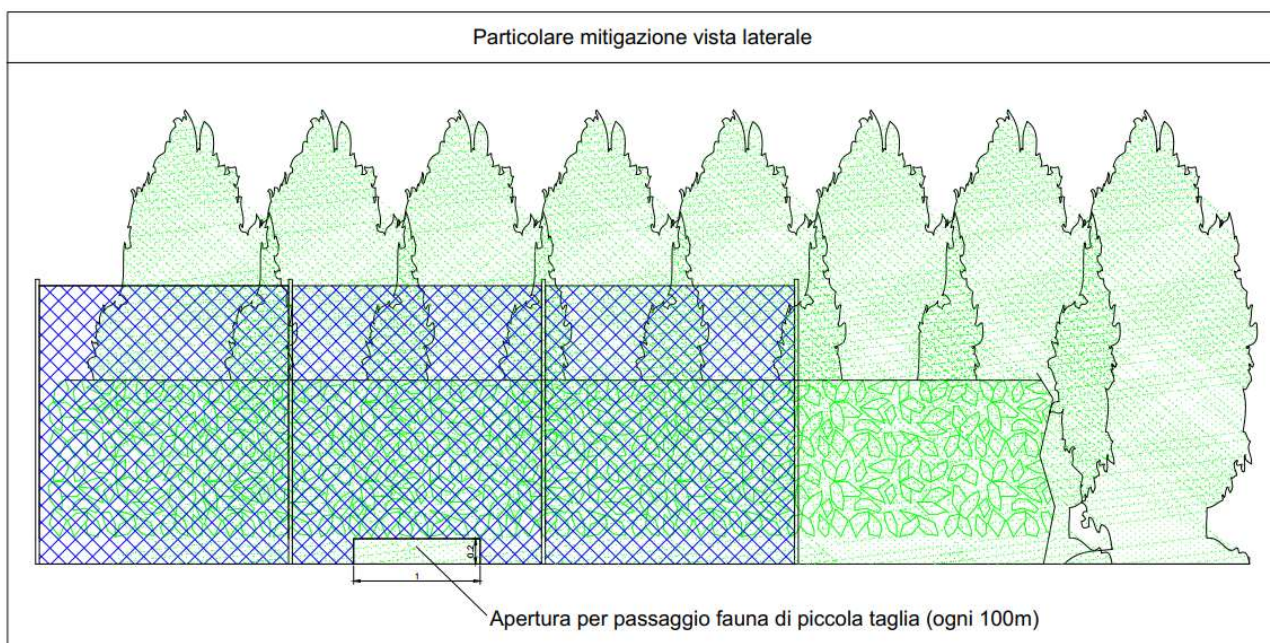 Particolare mitigazione vista laterale
0.2
1
Apertura per passaggio fauna di piccola taglia (ogni 100m)